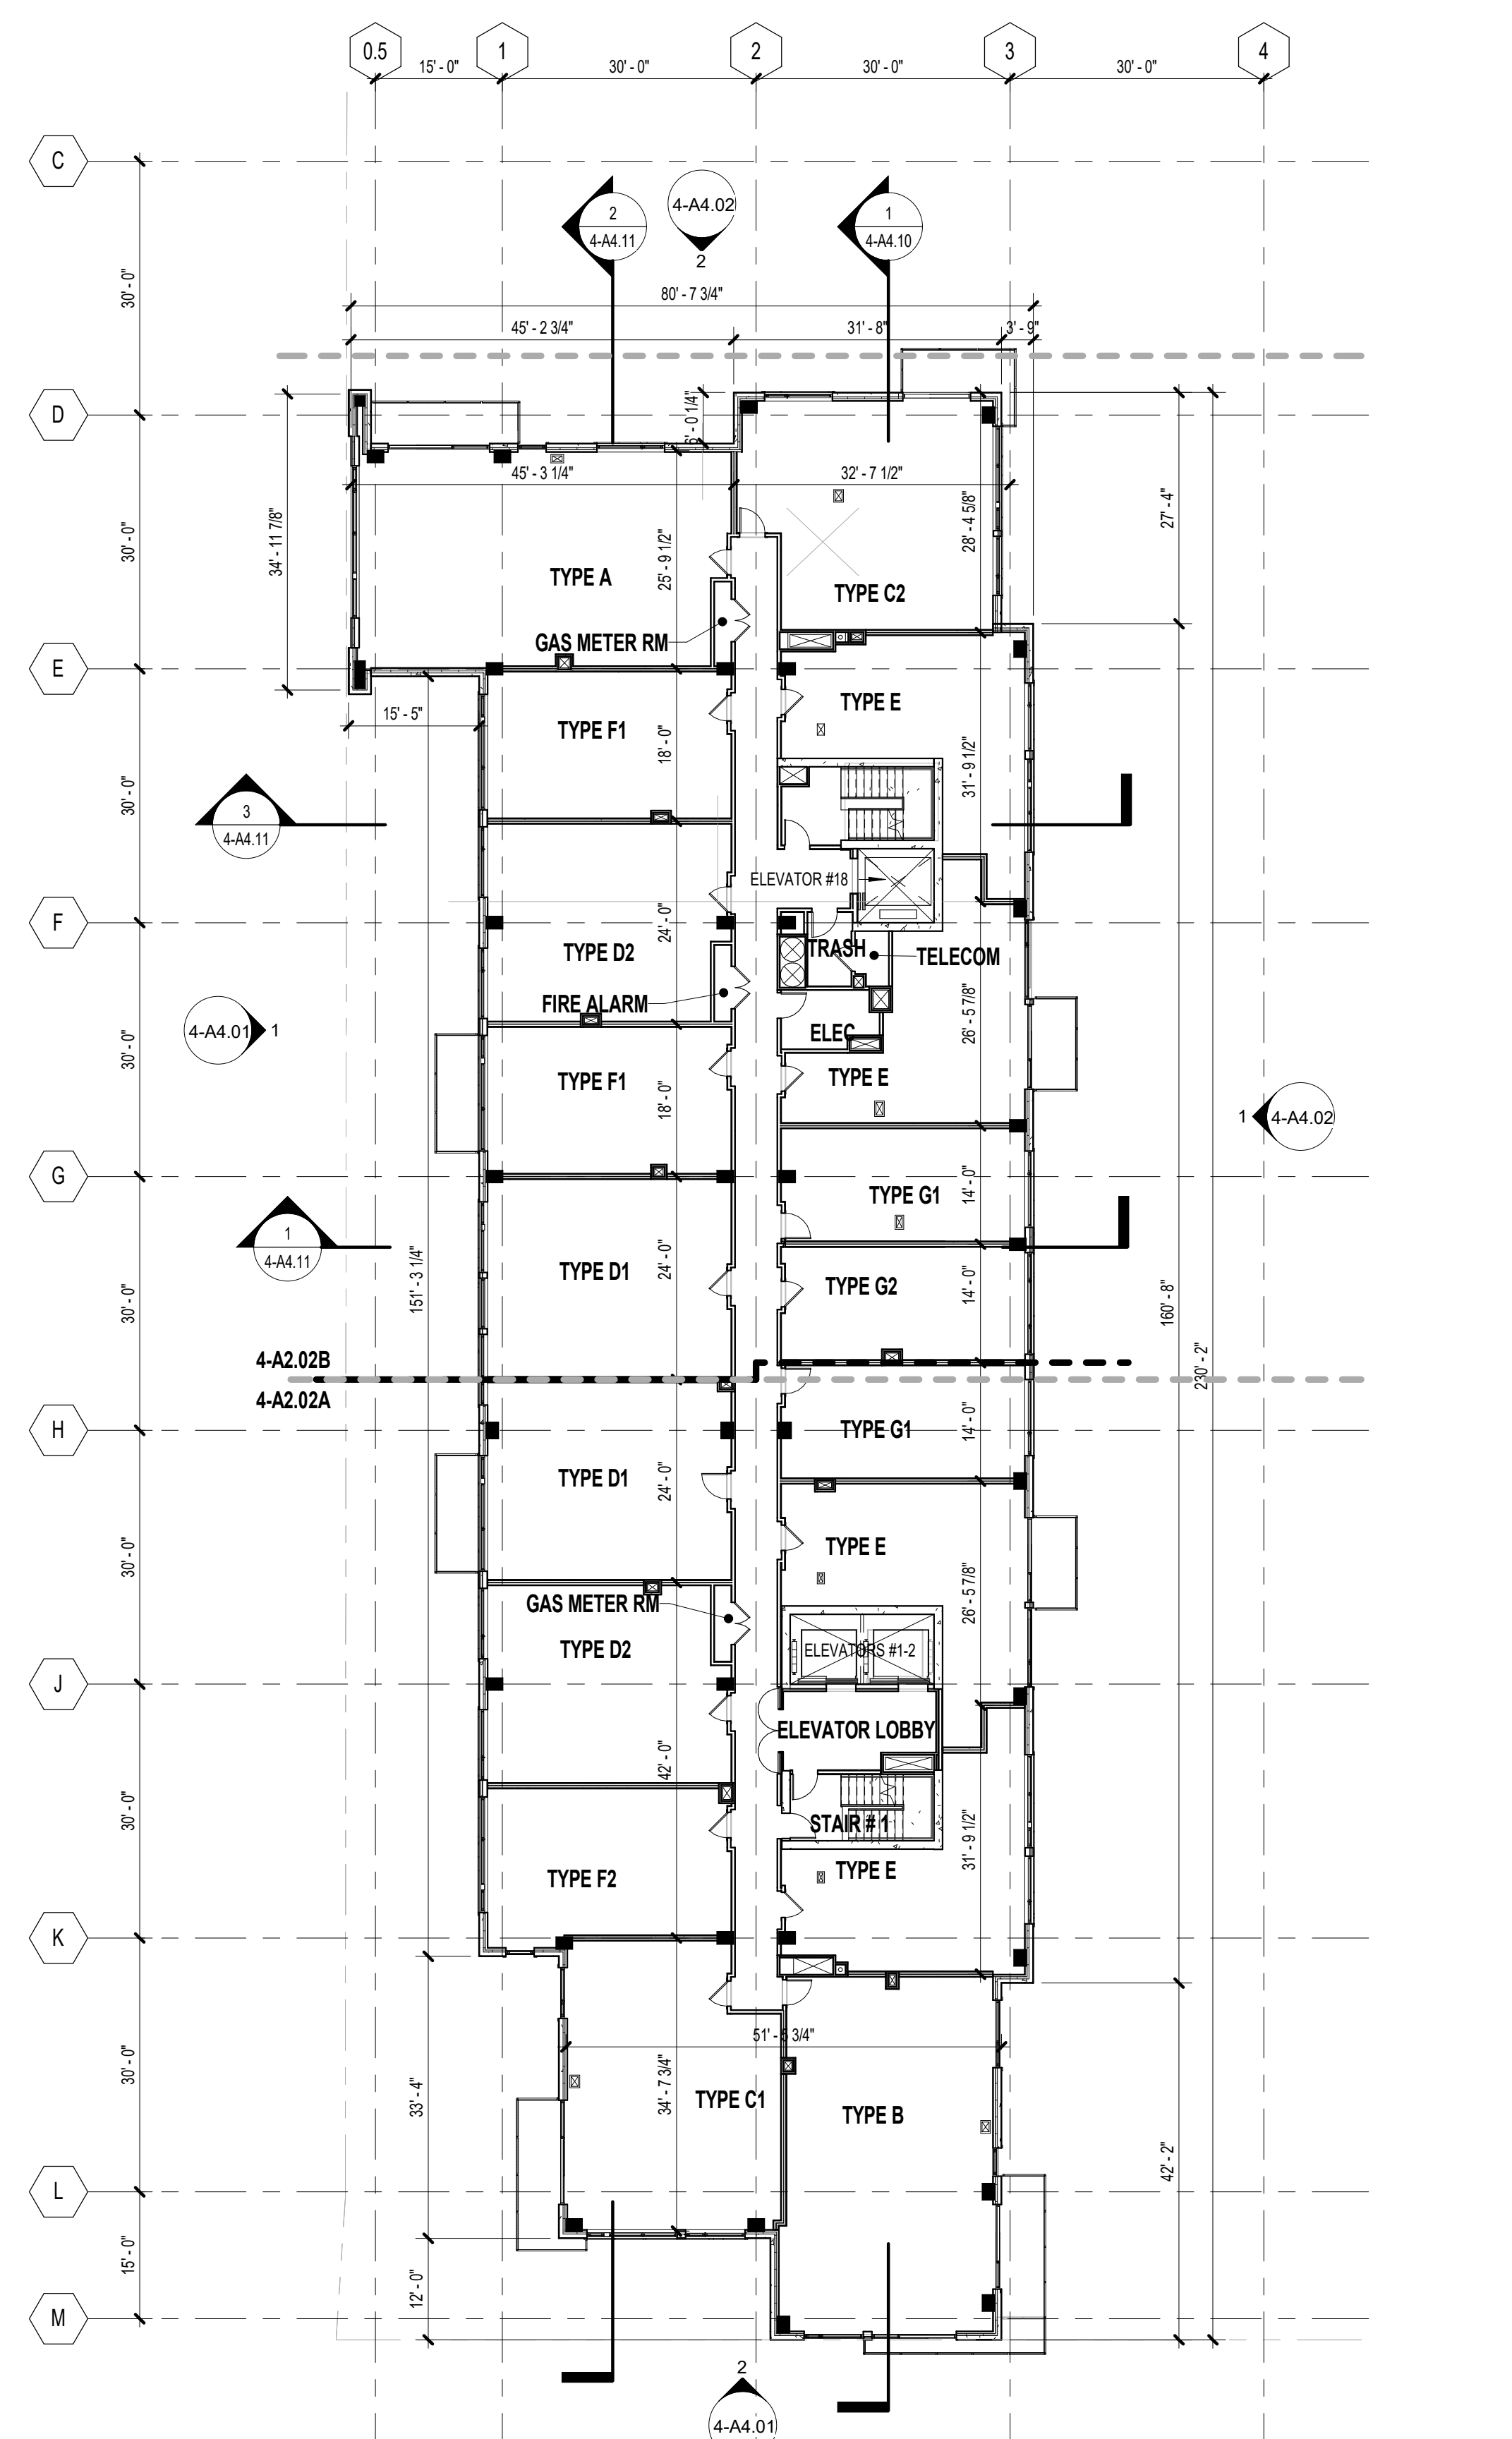 0.5
1
2
3
4
15' - 0"
30' - 0"
30' - 0"
30' - 0"
C
2
4-A4.11
4-A4.02
2
1
4-A4.10
30' - 0"
80' - 7 3/4"
45' - 2 3/4"
31' - 8"
3' - 9"
D
6' - 0 1/4"
45' - 3 1/4"
32' - 7 1/2"
34' - 11 7/8"
30' - 0"
25' - 9 1/2"
28' - 4 5/8"
27' - 4"
TYPE A
TYPE C2
GAS METER RM
E
TYPE E
15' - 5"
TYPE F1
18' - 0"
31' - 9 1/2"
30' - 0"
3
4-A4.11
ELEVATOR #18
F
24' - 0"
TYPE D2
TRASH
TELECOM
FIRE ALARM
4-A4.01
1
30' - 0"
ELEC
26' - 5 7/8"
TYPE F1
TYPE E
18' - 0"
1
4-A4.02
G
TYPE G1
14' - 0"
1
4-A4.11
151' - 3 1/4"
TYPE D1
24' - 0"
TYPE G2
14' - 0"
30' - 0"
160' - 8"
230' - 2"
4-A2.02B
4-A2.02A
H
TYPE G1
14' - 0"
TYPE D1
24' - 0"
30' - 0"
TYPE E
26' - 5 7/8"
GAS METER RM
TYPE D2
ELEVATORS #1-2
J
ELEVATOR LOBBY
42' - 0"
30' - 0"
STAIR # 1
31' - 9 1/2"
TYPE E
TYPE F2
K
51' - 5 3/4"
30' - 0"
33' - 4"
34' - 7 3/4"
TYPE C1
TYPE B
42' - 2"
L
15' - 0"
12' - 0"
M
2
4-A4.01